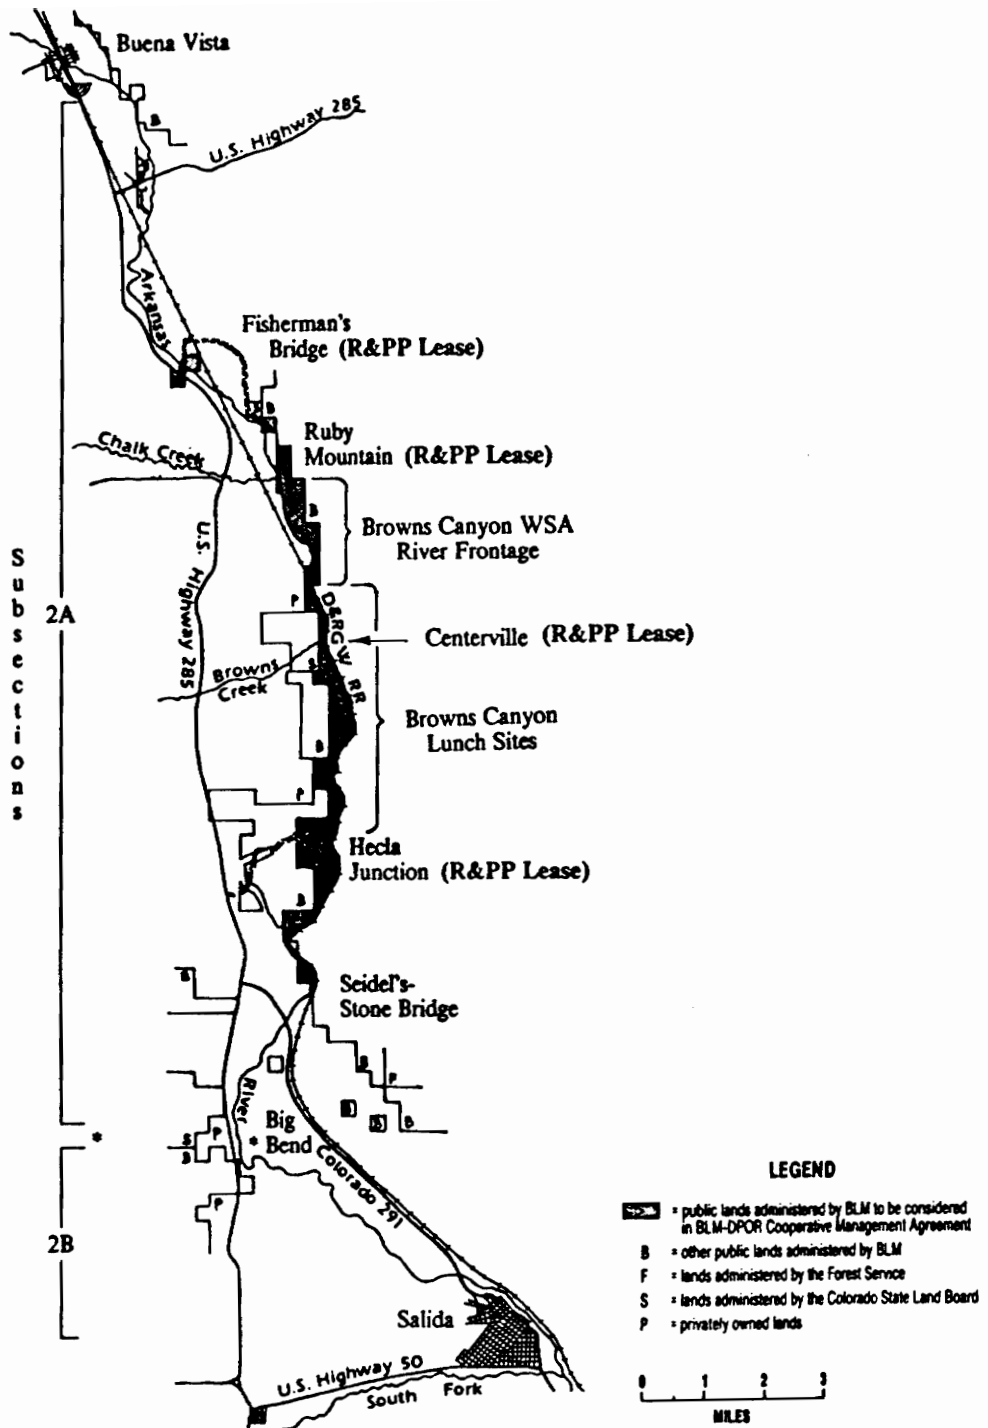 Buena Vista
B
U.S. Highway 285
Arkansas
Fisherman's
Bridge (R&PP Lease)
B
Ruby
Mountain (R&PP Lease)
Chalk Creek
B
Browns Canyon WSA
River Frontage
U.S. Highway 285
Subsections
2A
P
D&RGW RR
Centerville (R&PP Lease)
S
Browns
Creek
Browns Canyon
Lunch Sites
B
P
Hecla
Junction (R&PP Lease)
B
B
Seidel's-
Stone Bridge
B
F
B
B
River
Big
* Bend
*
S
P
B
P
Colorado 291
2B
LEGEND
= public lands administered by BLM to be considered
in BLM-DPOR Cooperative Management Agreement
B = other public lands administered by BLM
F = lands administered by the Forest Service
S = lands administered by the Colorado State Land Board
P = privately owned lands
Salida
U.S. Highway 50
South Fork
0 1 2 3
MILES